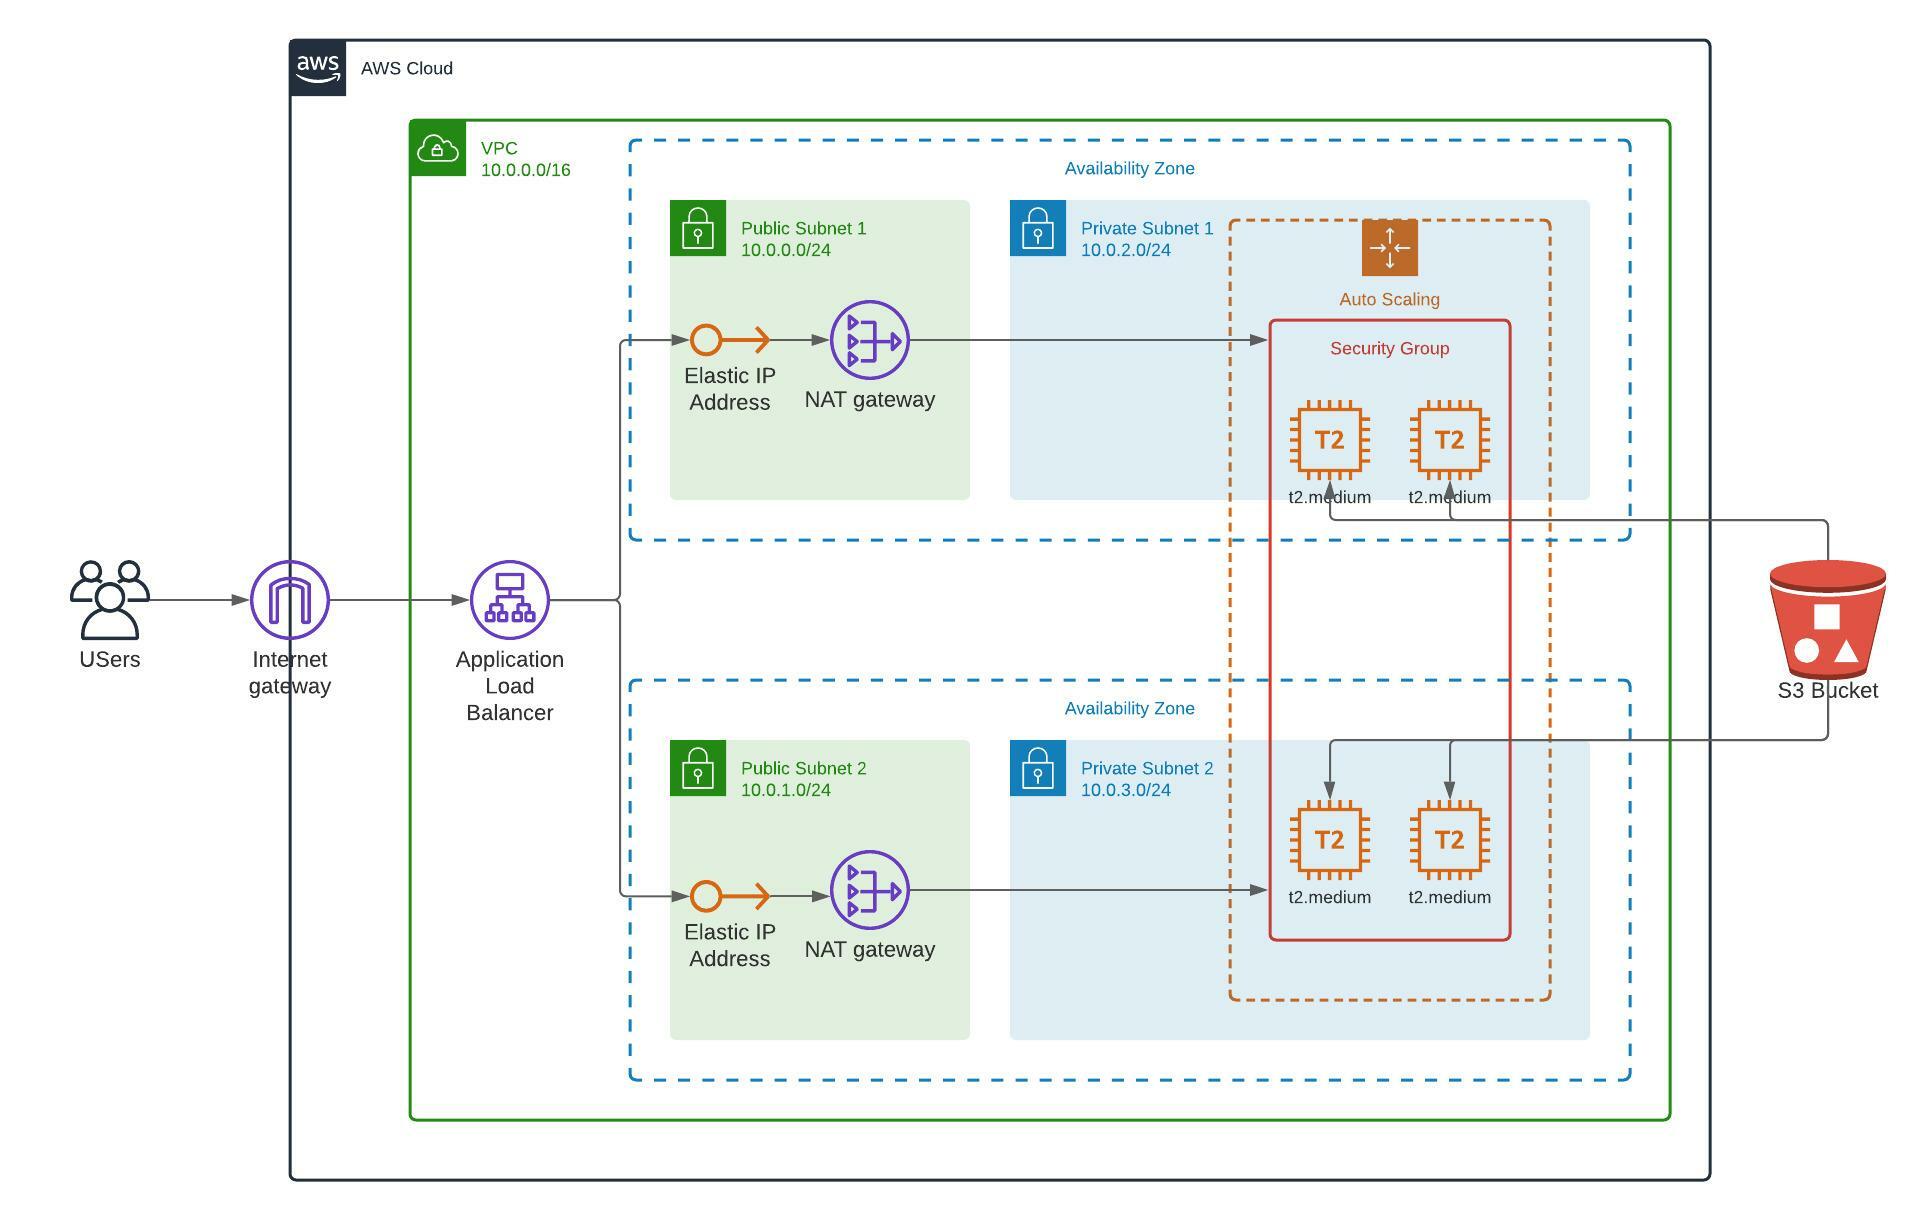 aws
AWS Cloud
VPC
10.0.0.0/16
Availability Zone
Public Subnet 1
10.0.0.0/24
Private Subnet 1
10.0.2.0/24
Auto Scaling
Security Group
Elastic IP
Address
NAT gateway
T2
T2
t2.medium
t2.medium
USers
Internet
gateway
Application
Load
Balancer
S3 Bucket
Availability Zone
Public Subnet 2
10.0.1.0/24
Private Subnet 2
10.0.3.0/24
T2
T2
t2.medium
t2.medium
Elastic IP
Address
NAT gateway